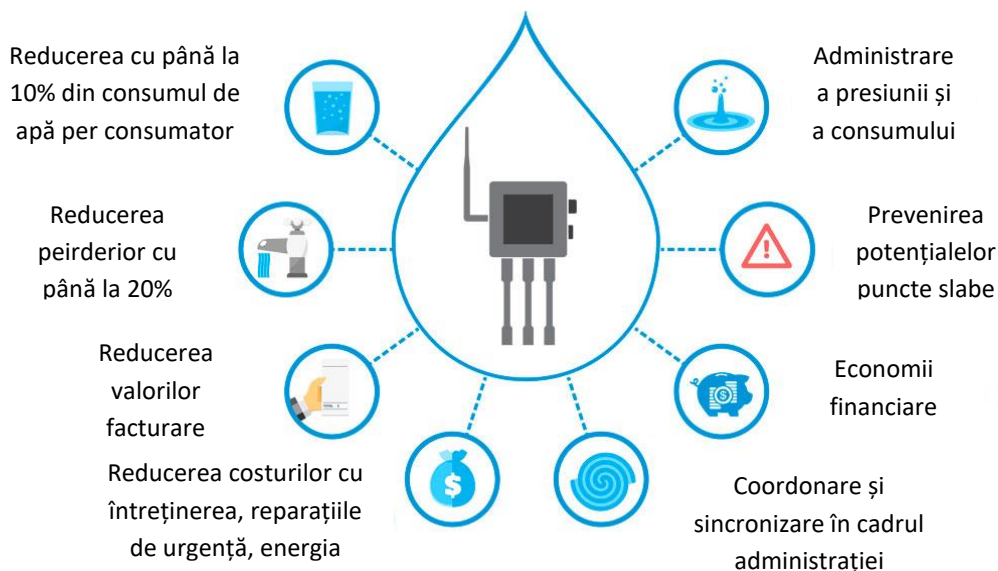 Reducerea cu până la
10% din consumul de
apă per consumator
Reducerea
peirderior cu
până la 20%
Reducerea
valorilor
facturare
Reducerea costurilor cu
întreținerea, reparațiile
de urgență, energia
Administrare
a presiunii și
a consumului
Prevenirea
potențialelor
puncte slabe
Economii
financiare
Coordonare și
sincronizare în cadrul
administrației